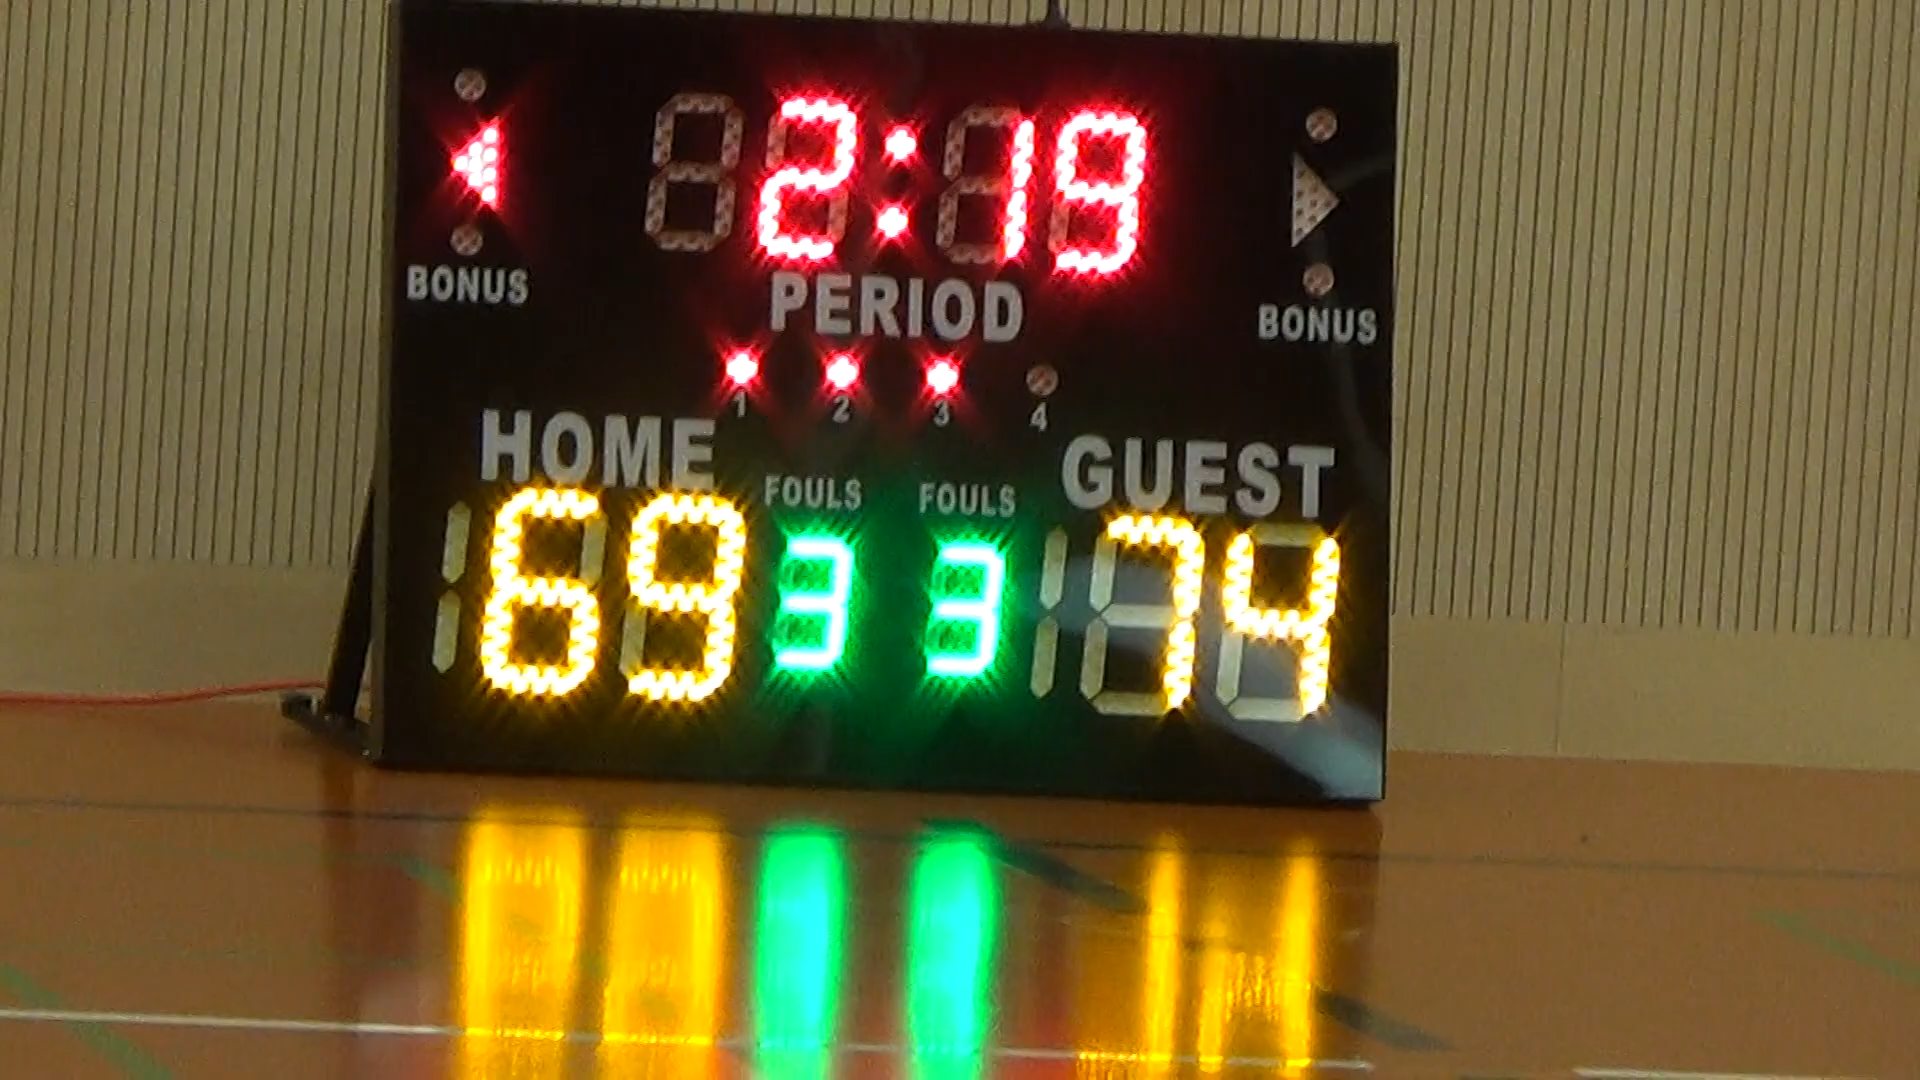 2:19
BONUS
PERIOD
BONUS
1 2 3 4
HOME
GUEST
FOULS FOULS
69 3 3 74